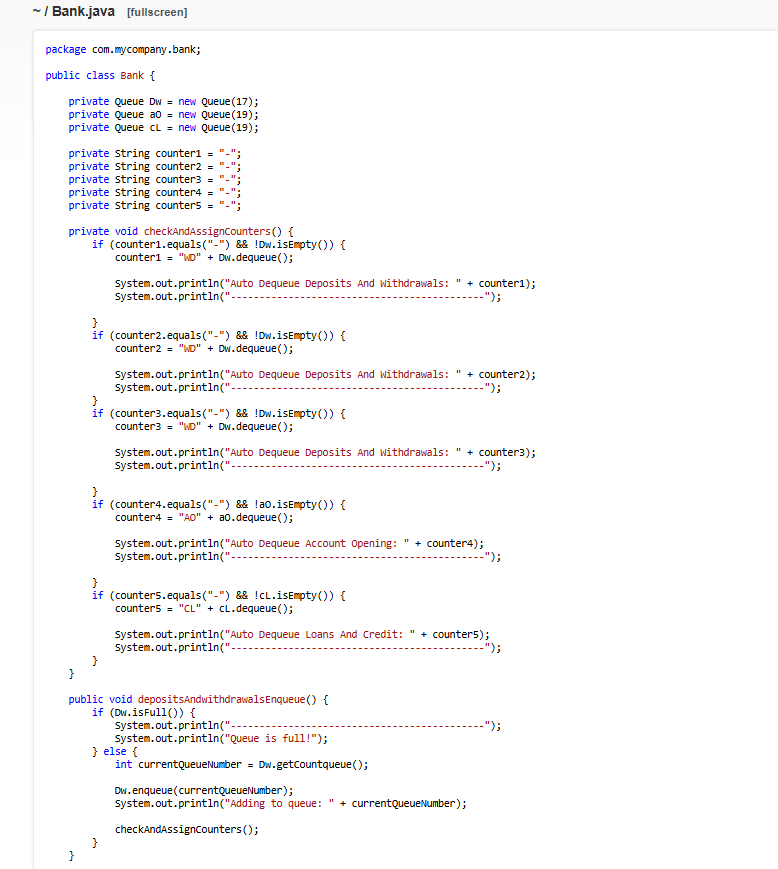 ~ / Bank.java [fullscreen]
package com.mycompany.bank;
public class Bank {
private Queue Dw = new Queue(17);
private Queue aO = new Queue(19);
private Queue cL = new Queue(19);
private String counter1 = "-";
private String counter2 = "-";
private String counter3 = "-";
private String counter4 = "-";
private String counter5 = "-";
private void checkAndAssignCounters() {
if (counter1.equals("-") && !Dw.isEmpty()) {
counter1 = "WD" + Dw.dequeue();
System.out.println("Auto Dequeue Deposits And Withdrawals: " + counter1);
System.out.println("--------------------------------------------");
}
if (counter2.equals("-") && !Dw.isEmpty()) {
counter2 = "WD" + Dw.dequeue();
System.out.println("Auto Dequeue Deposits And Withdrawals: " + counter2);
System.out.println("--------------------------------------------");
}
if (counter3.equals("-") && !Dw.isEmpty()) {
counter3 = "WD" + Dw.dequeue();
System.out.println("Auto Dequeue Deposits And Withdrawals: " + counter3);
System.out.println("--------------------------------------------");
}
if (counter4.equals("-") && !aO.isEmpty()) {
counter4 = "AO" + aO.dequeue();
System.out.println("Auto Dequeue Account Opening: " + counter4);
System.out.println("--------------------------------------------");
}
if (counter5.equals("-") && !cL.isEmpty()) {
counter5 = "CL" + cL.dequeue();
System.out.println("Auto Dequeue Loans And Credit: " + counter5);
System.out.println("--------------------------------------------");
}
}
public void depositsAndwithdrawalsEnqueue() {
if (Dw.isFull()) {
System.out.println("--------------------------------------------");
System.out.println("Queue is full!");
} else {
int currentQueueNumber = Dw.getCountqueue();
Dw.enqueue(currentQueueNumber);
System.out.println("Adding to queue: " + currentQueueNumber);
checkAndAssignCounters();
}
}